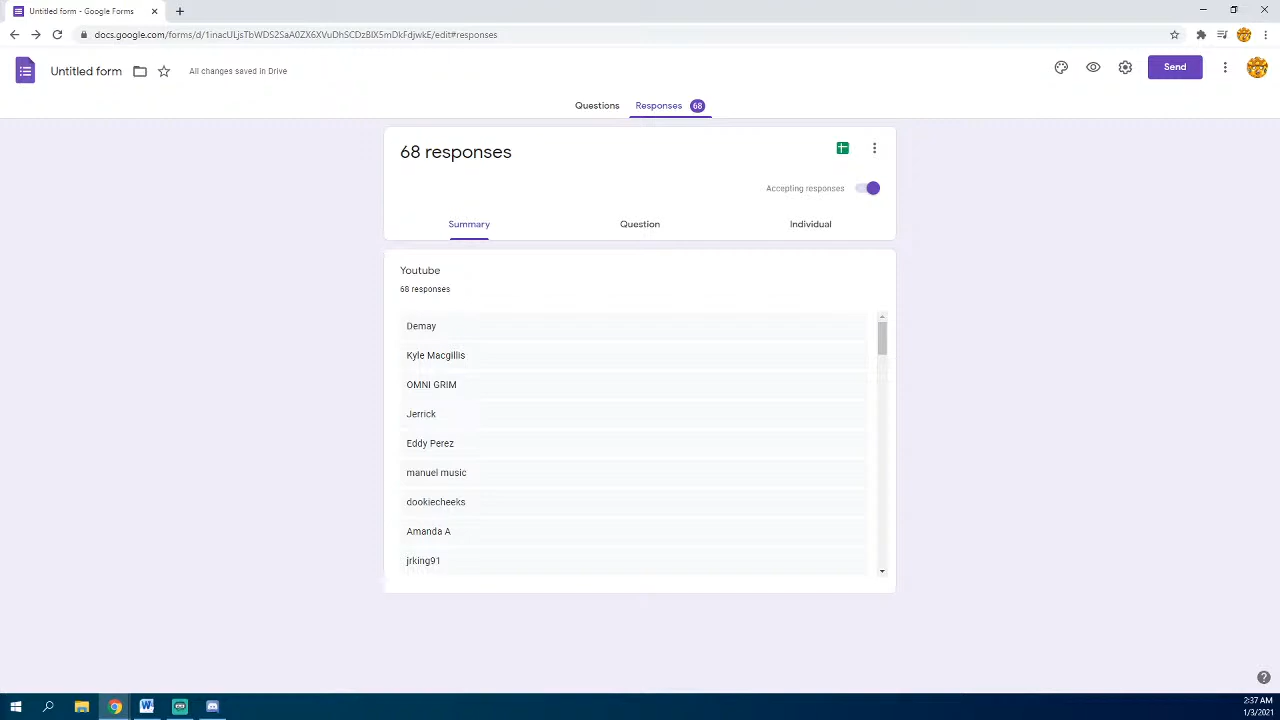 Untitled form - Google Forms
docs.google.com/forms/d/1inacULjsTbWDS2SaA0ZX6XVuDhSCDzBlX5mDkFdjwkE/edit#responses
Untitled form
All changes saved in Drive
Send
Questions
Responses 68
68 responses
Accepting responses
Summary
Question
Individual
Youtube
68 responses
Demay
Kyle Macgillis
OMNI GRIM
Jerrick
Eddy Perez
manuel music
dookiecheeks
Amanda A
jrking91
2:37 AM
1/3/2021